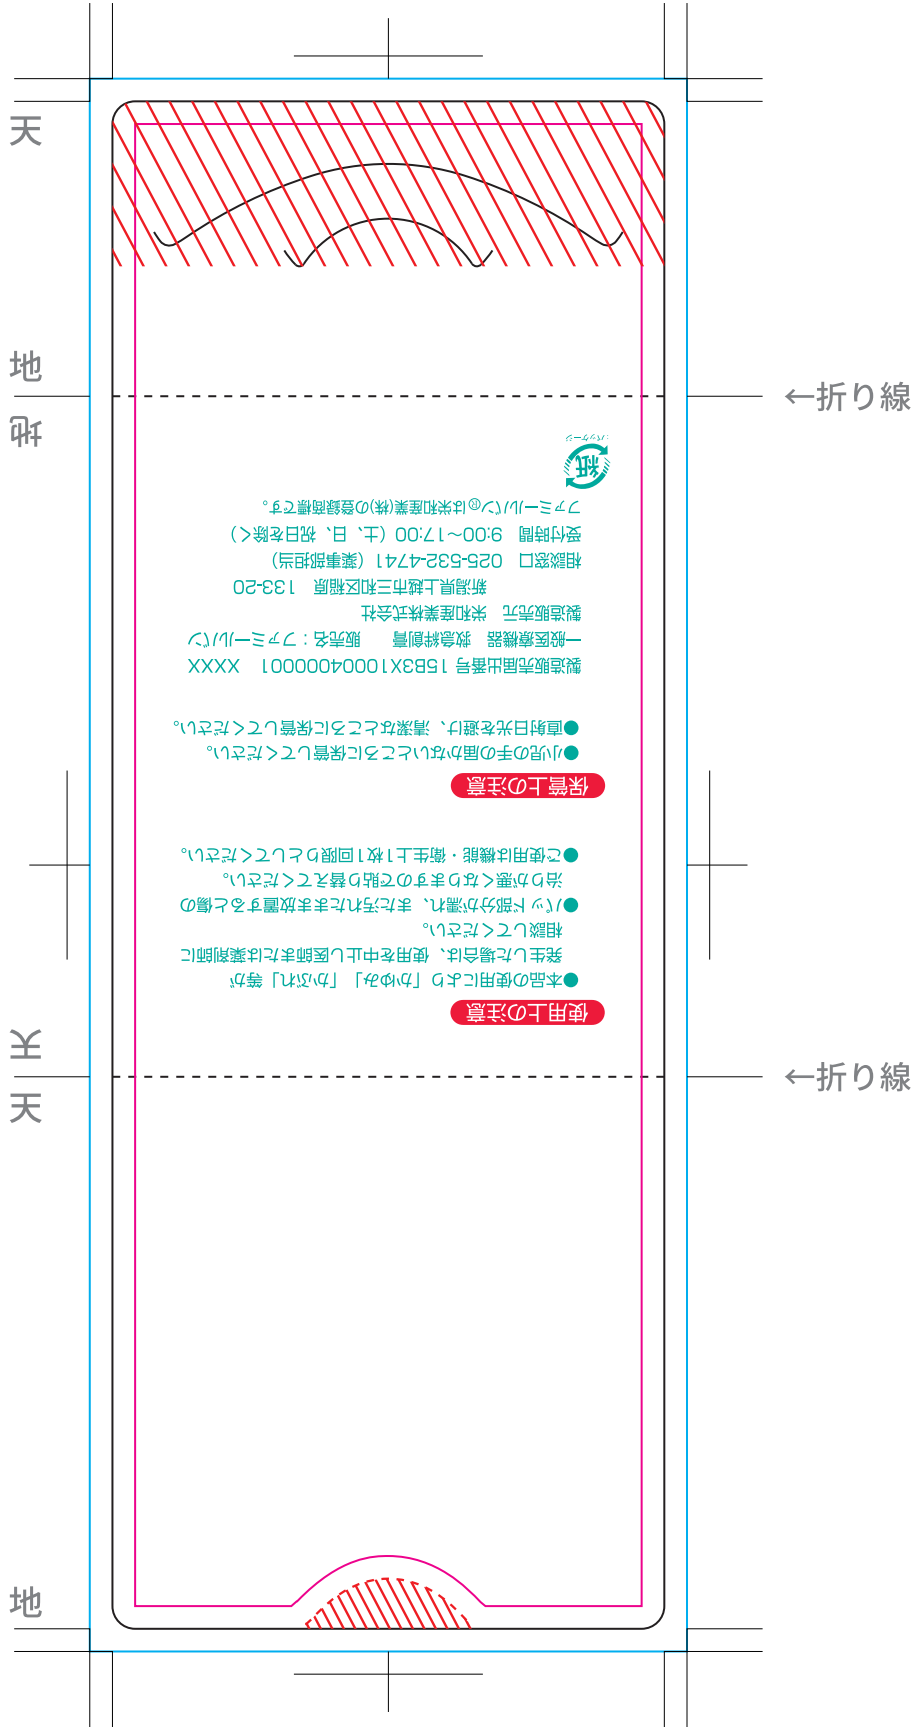 天
地
←折り線
地
使用上の注意
●本品の使用により「かゆみ」「かぶれ」等が
発生した場合は、使用を中止し医師または薬剤師に
相談してください。
●パッド部分が濡れ、また汚れたまま放置すると傷の
治りが悪くなりますので貼り替えてください。
●ご使用は機能・衛生上1枚1回限りとしてください。
保管上の注意
●小児の手の届かないところに保管してください。
●直射日光を避け、清潔なところに保管してください。
製造販売届出番号 15B3X10004000001 XXXX
一般医療機器 救急絆創膏 販売名：ファミールバン
製造販売元 栄和産業株式会社
新潟県上越市三和区稲原 133-20
相談窓口 025-532-4741（薬事部担当）
受付時間 9:00～17:00（土、日、祝日を除く）
ファミールバン®は栄和産業(株)の登録商標です。
紙
:パッケージ
天
←折り線
天
地